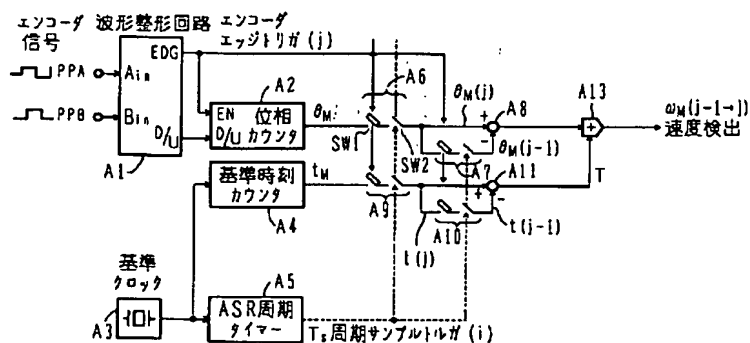 エンコーダ 波形整形回路 エンコーダ
信号 エッジトリガ(j)
EDG
PPA Ain
PPB Bin
D/U
A1
A2
EN 位相
D/U カウンタ
θM
SW1
A6
SW2
θM(j)
A8
θM(j-1)
A7
A13
ωM(j-1→j)
速度検出
基準時刻
カウンタ
A4
tM
A9
A11
T
A10
t(j)
t(j-1)
基準
クロック
A3
A5
ASR周期
タイマー
Ts周期サンプルトルガ(i)